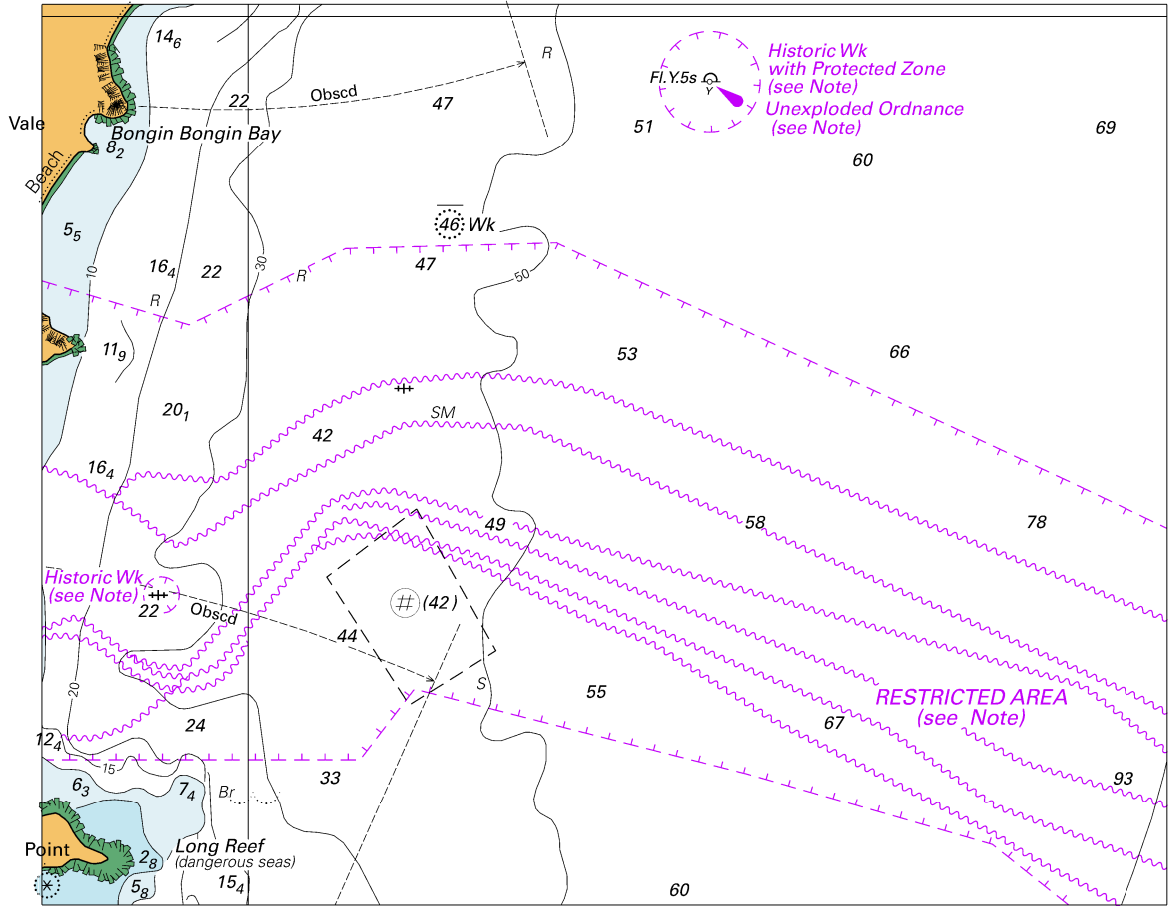 14₆
R
Historic Wk
with Protected Zone
(see Note)
Fl.Y.5s
Y
Unexploded Ordnance
(see Note)
22
Obscd
47
51
69
Vale
Bongin Bongin Bay
8₂
60
Beach
5₅
46 Wk
16₄
22
30
47
10
R
R
50
11₉
53
66
20₁
SM
42
16₄
49
58
78
Historic Wk
(see Note)
22
Obscd
(42)
44
S
20
55
RESTRICTED AREA
(see Note)
24
67
12₄
15
33
93
6₃
7₄
Br
Point
Long Reef
(dangerous seas)
2₈
5₈
15₄
60